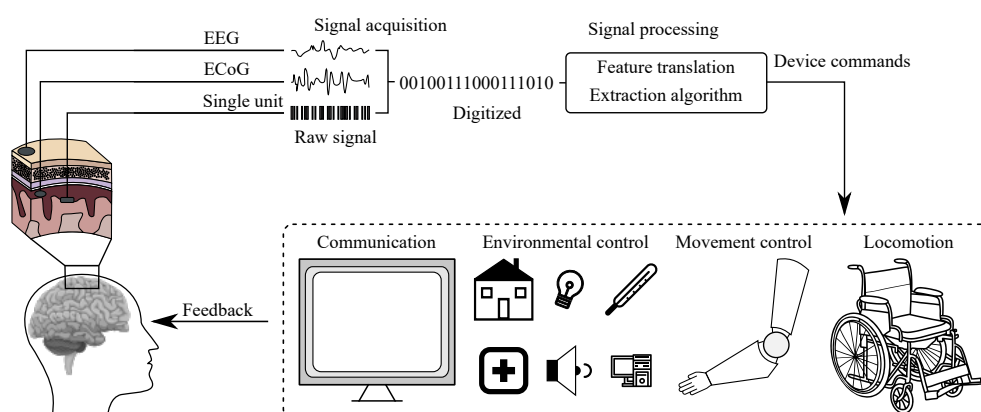 Signal acquisition
EEG
ECoG
Single unit
Raw signal
00100111000111010
Digitized
Signal processing
Feature translation
Extraction algorithm
Device commands
Communication
Environmental control
Movement control
Locomotion
Feedback